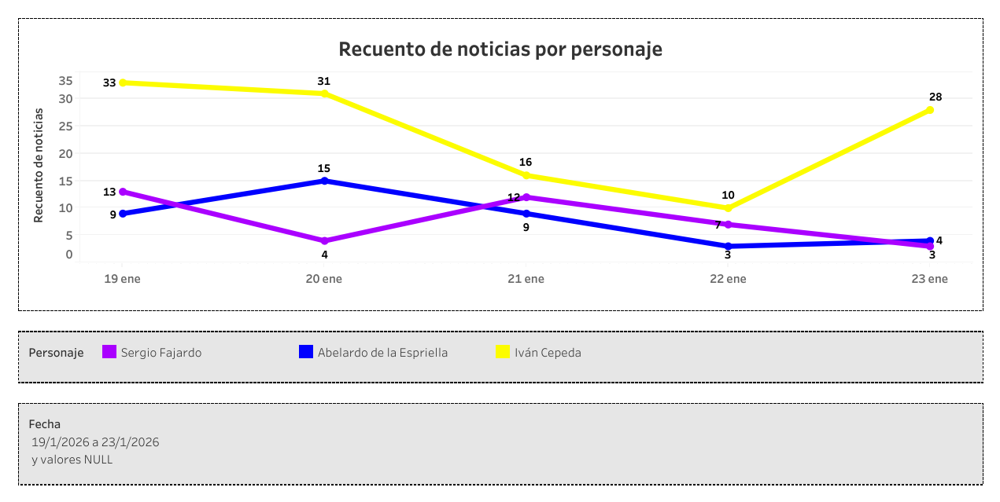 Recuento de noticias por personaje
Recuento de noticias
35
30
25
20
15
10
5
0
33
31
16
10
28
13
4
12
7
3
9
15
9
3
4
19 ene
20 ene
21 ene
22 ene
23 ene
Personaje Sergio Fajardo Abelardo de la Espriella Iván Cepeda
Fecha
19/1/2026 a 23/1/2026
y valores NULL